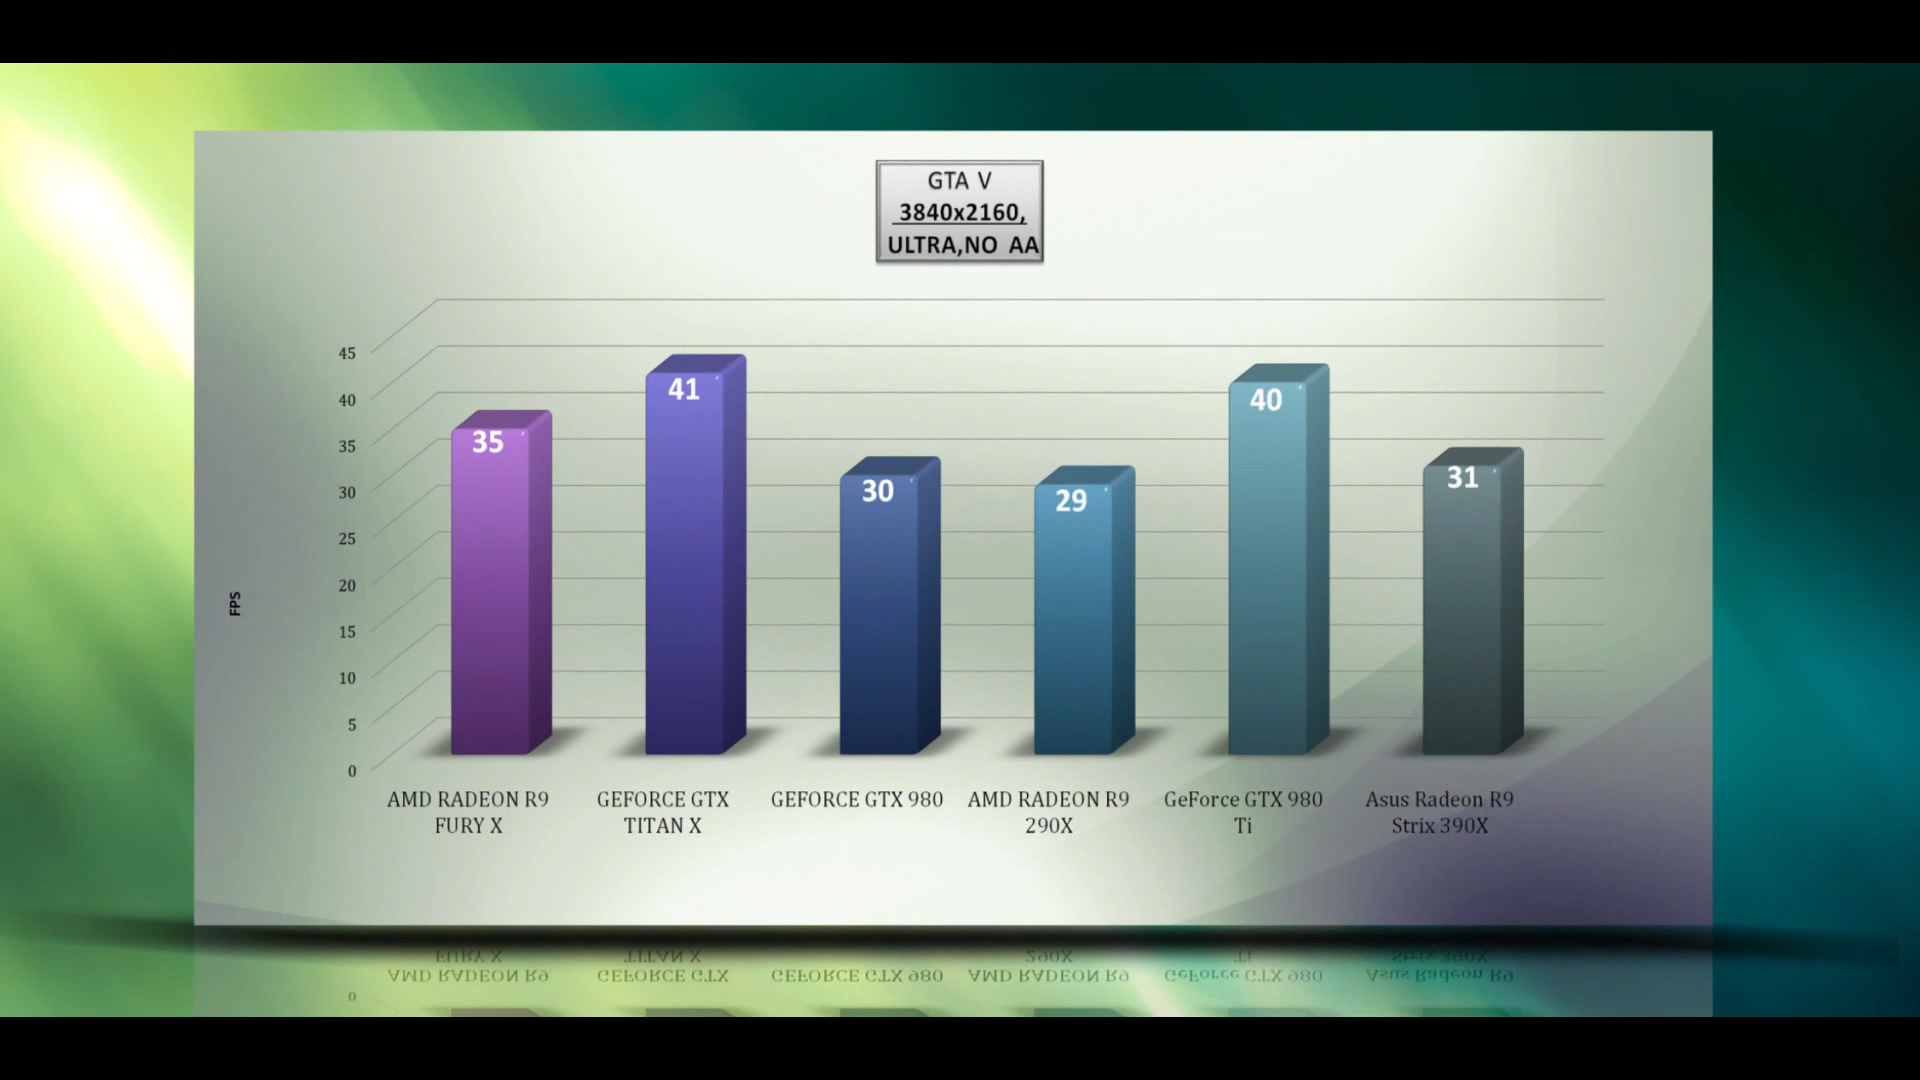 GTA V
3840x2160,
ULTRA,NO AA
45
40
35
30
25
20
15
10
5
0
FPS
35
41
30
29
40
31
AMD RADEON R9
FURY X
GEFORCE GTX
TITAN X
GEFORCE GTX 980
AMD RADEON R9
290X
GeForce GTX 980
Ti
Asus Radeon R9
Strix 390X